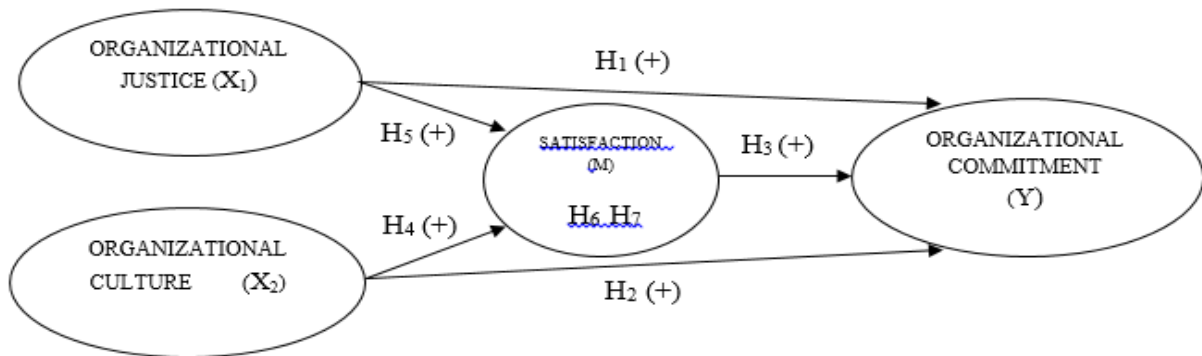 ORGANIZATIONAL
JUSTICE (X₁)
H₁ (+)
H₅ (+)
SATISFACTION
(M)
H₆ H₇
H₃ (+)
ORGANIZATIONAL
COMMITMENT
(Y)
H₄ (+)
ORGANIZATIONAL
CULTURE (X₂)
H₂ (+)